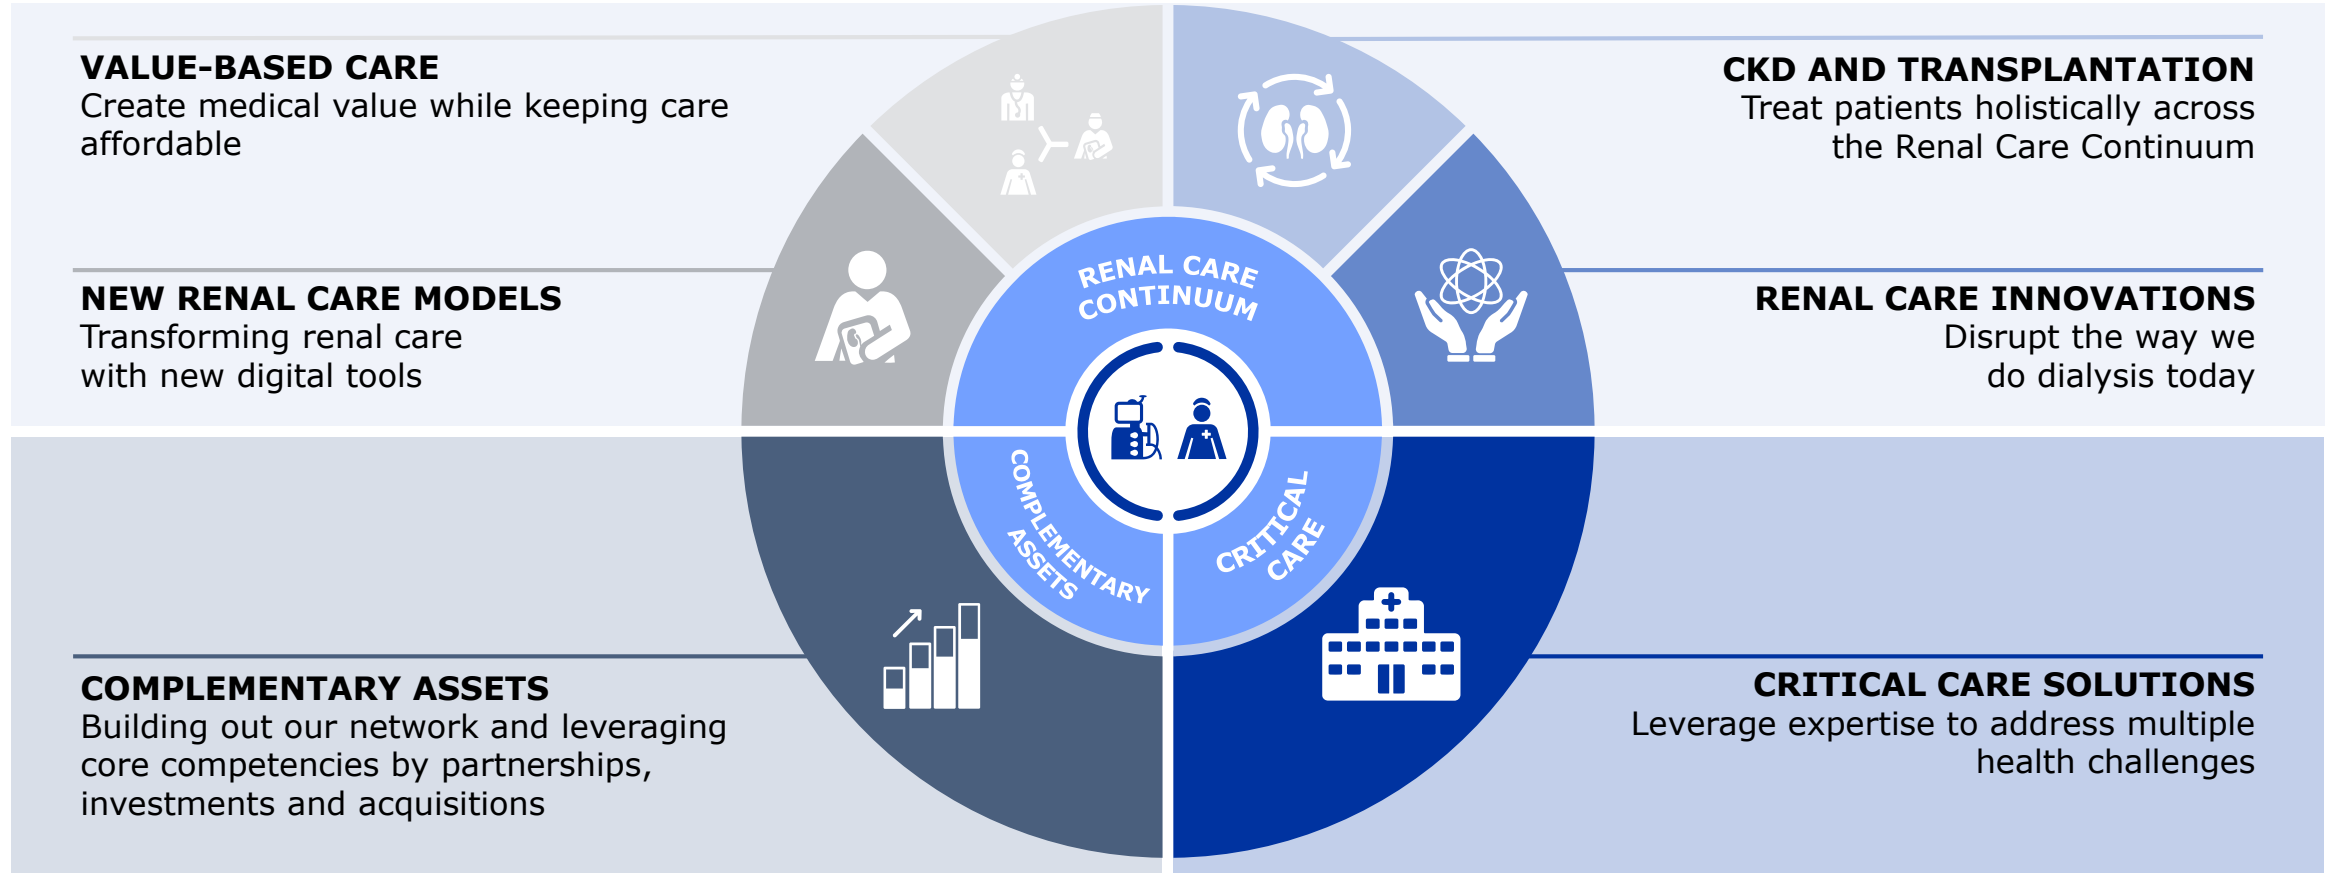 VALUE-BASED CARE
Create medical value while keeping care
affordable
CKD AND TRANSPLANTATION
Treat patients holistically across
the Renal Care Continuum
NEW RENAL CARE MODELS
Transforming renal care
with new digital tools
RENAL CARE INNOVATIONS
Disrupt the way we
do dialysis today
RENAL CARE
CONTINUUM
COMPLEMENTARY
ASSETS
CRITICAL
CARE
COMPLEMENTARY ASSETS
Building out our network and leveraging
core competencies by partnerships,
investments and acquisitions
CRITICAL CARE SOLUTIONS
Leverage expertise to address multiple
health challenges